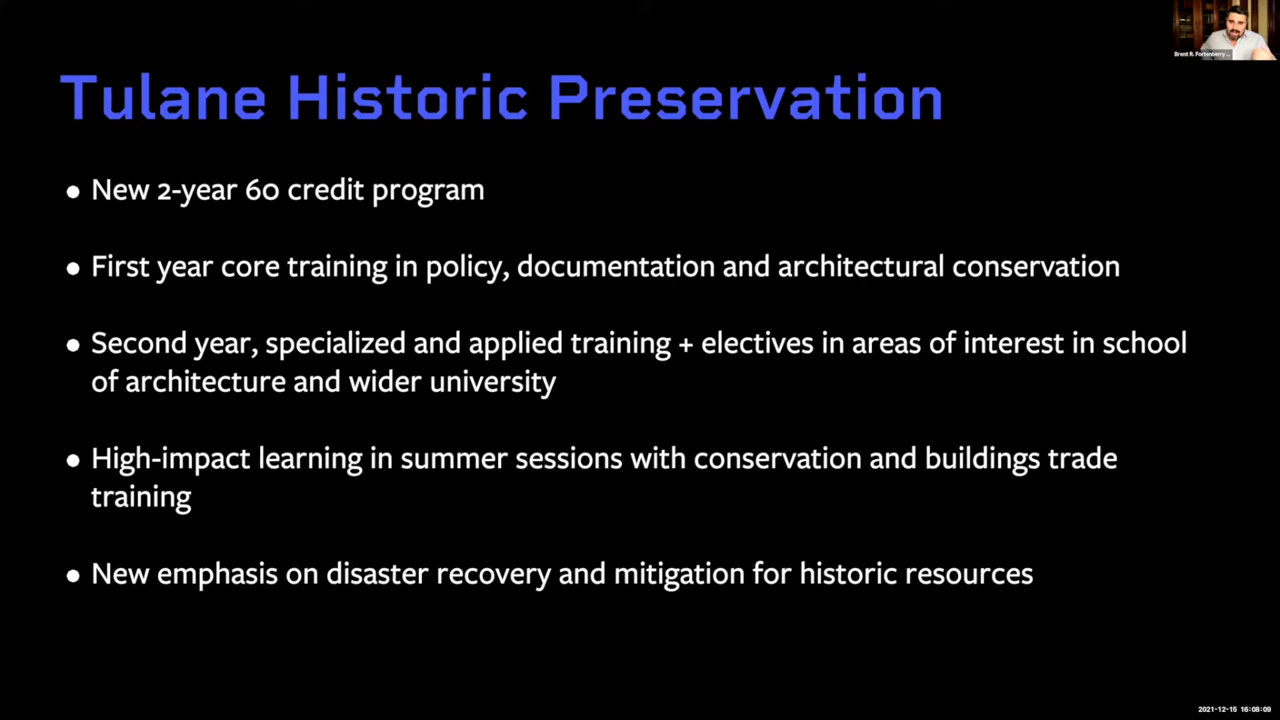 Brent R. Fortenberry ...
Tulane Historic Preservation
• New 2-year 60 credit program
• First year core training in policy, documentation and architectural conservation
• Second year, specialized and applied training + electives in areas of interest in school
of architecture and wider university
• High-impact learning in summer sessions with conservation and buildings trade
training
• New emphasis on disaster recovery and mitigation for historic resources
2021-12-15 16:08:09